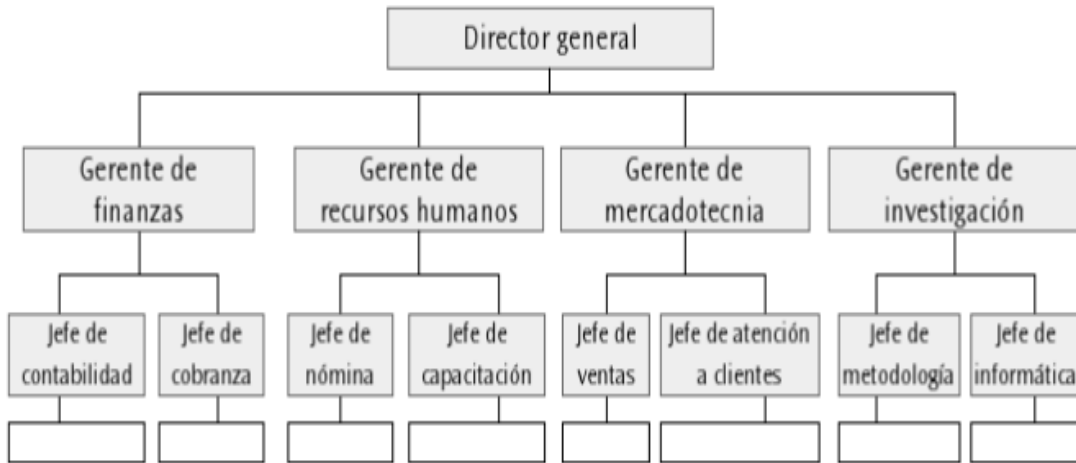 Director general
Gerente de
finanzas
Gerente de
recursos humanos
Gerente de
mercadotecnia
Gerente de
investigación
Jefe de
contabilidad
Jefe de
cobranza
Jefe de
nómina
Jefe de
capacitación
Jefe de
ventas
Jefe de atención
a clientes
Jefe de
metodología
Jefe de
informática